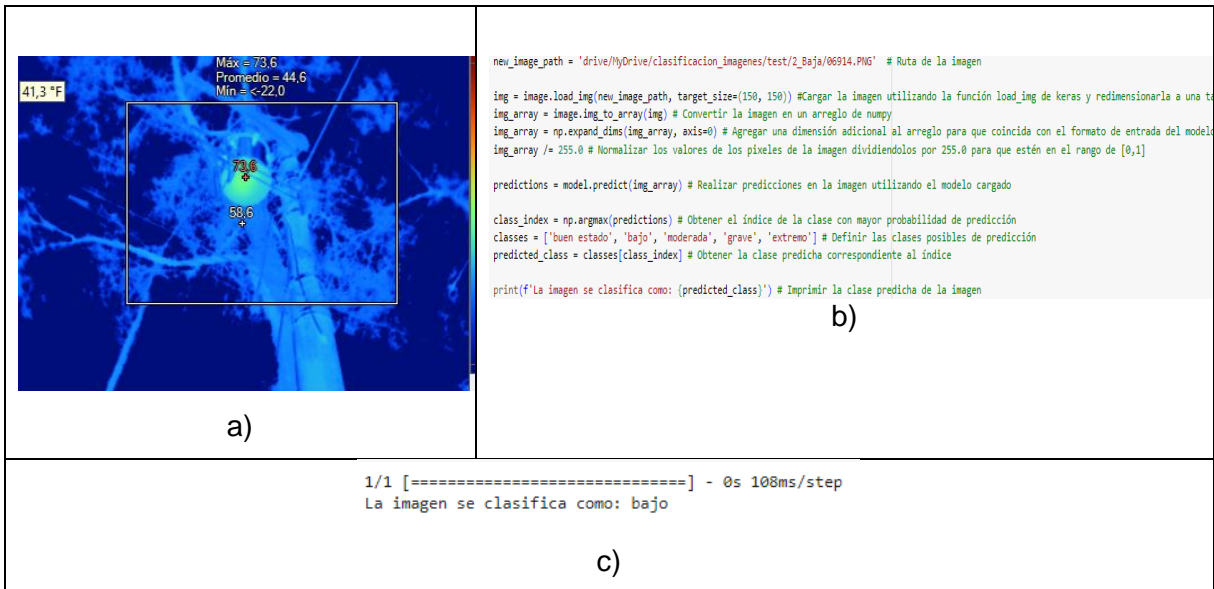 Máx = 73,6
Promedio = 44,6
Mín = <-22,0
41,3 °F
73,6
58,6
a)
new_image_path = 'drive/MyDrive/clasificacion_imagenes/test/2_Baja/06914.PNG' # Ruta de la imagen
img = image.load_img(new_image_path, target_size=(150, 150)) #Cargar la imagen utilizando la función load_img de keras y redimensionarla a una ta
img_array = image.img_to_array(img) # Convertir la imagen en un arreglo de numpy
img_array = np.expand_dims(img_array, axis=0) # Agregar una dimensión adicional al arreglo para que coincida con el formato de entrada del modelo
img_array /= 255.0 # Normalizar los valores de los pixeles de la imagen dividiendolos por 255.0 para que estén en el rango de [0,1]
predictions = model.predict(img_array) # Realizar predicciones en la imagen utilizando el modelo cargado
class_index = np.argmax(predictions) # Obtener el índice de la clase con mayor probabilidad de predicción
classes = ['buen estado', 'bajo', 'moderada', 'grave', 'extremo'] # Definir las clases posibles de predicción
predicted_class = classes[class_index] # Obtener la clase predicha correspondiente al índice
print(f'La imagen se clasifica como: {predicted_class}') # Imprimir la clase predicha de la imagen
b)
1/1 [==============================] - 0s 108ms/step
La imagen se clasifica como: bajo
c)